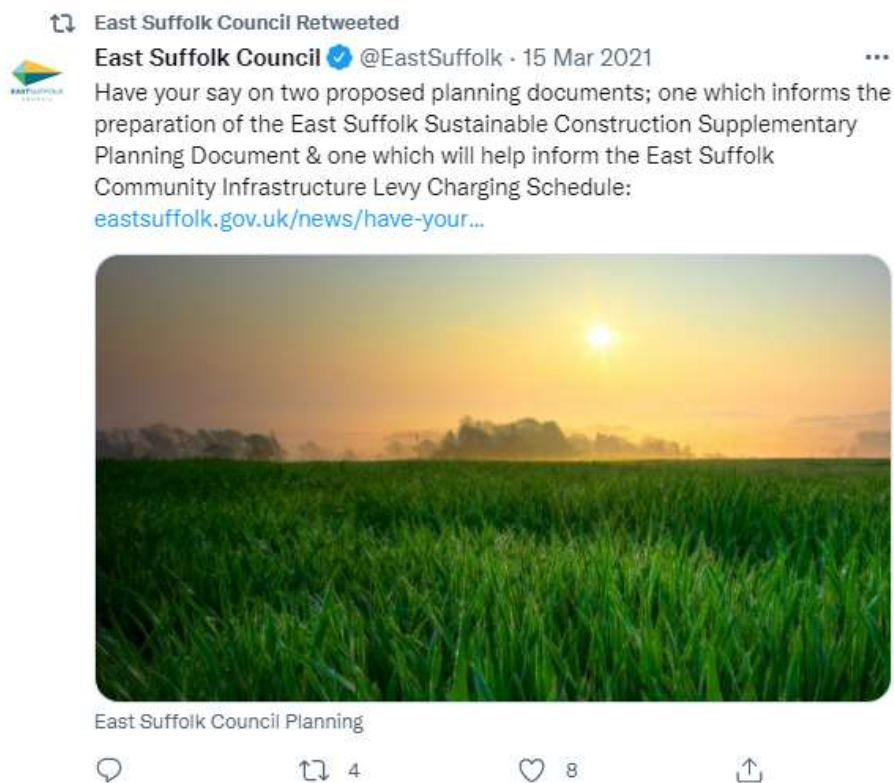 East Suffolk Council Retweeted
East Suffolk Council @EastSuffolk · 15 Mar 2021
EASTSUFFOLK
COUNCIL
Have your say on two proposed planning documents; one which informs the
preparation of the East Suffolk Sustainable Construction Supplementary
Planning Document & one which will help inform the East Suffolk
Community Infrastructure Levy Charging Schedule:
eastsuffolk.gov.uk/news/have-your...
East Suffolk Council Planning
4
8